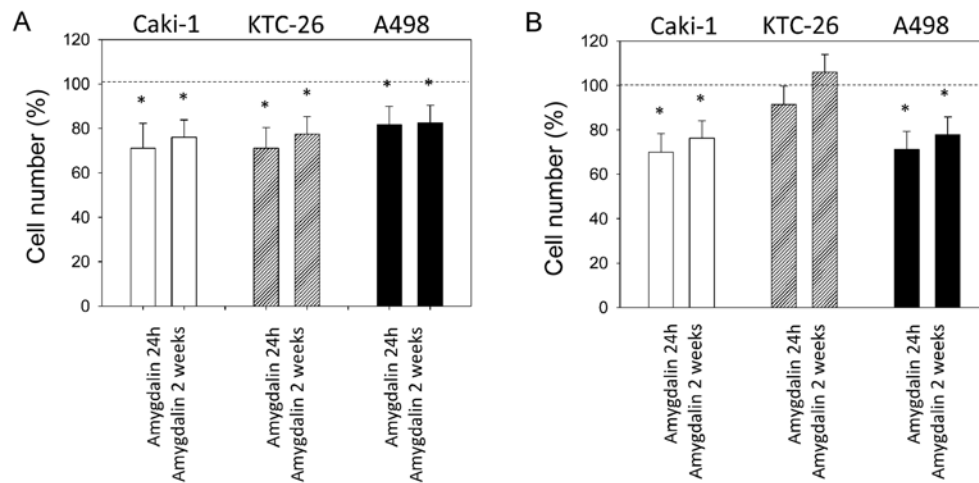 A
Caki-1 KTC-26 A498
Cell number (%)
120
100
80
60
40
20
0
* * * * * *
Amygdalin 24h
Amygdalin 2 weeks
Amygdalin 24h
Amygdalin 2 weeks
Amygdalin 24h
Amygdalin 2 weeks
B
Caki-1 KTC-26 A498
Cell number (%)
120
100
80
60
40
20
0
* * * *
Amygdalin 24h
Amygdalin 2 weeks
Amygdalin 24h
Amygdalin 2 weeks
Amygdalin 24h
Amygdalin 2 weeks